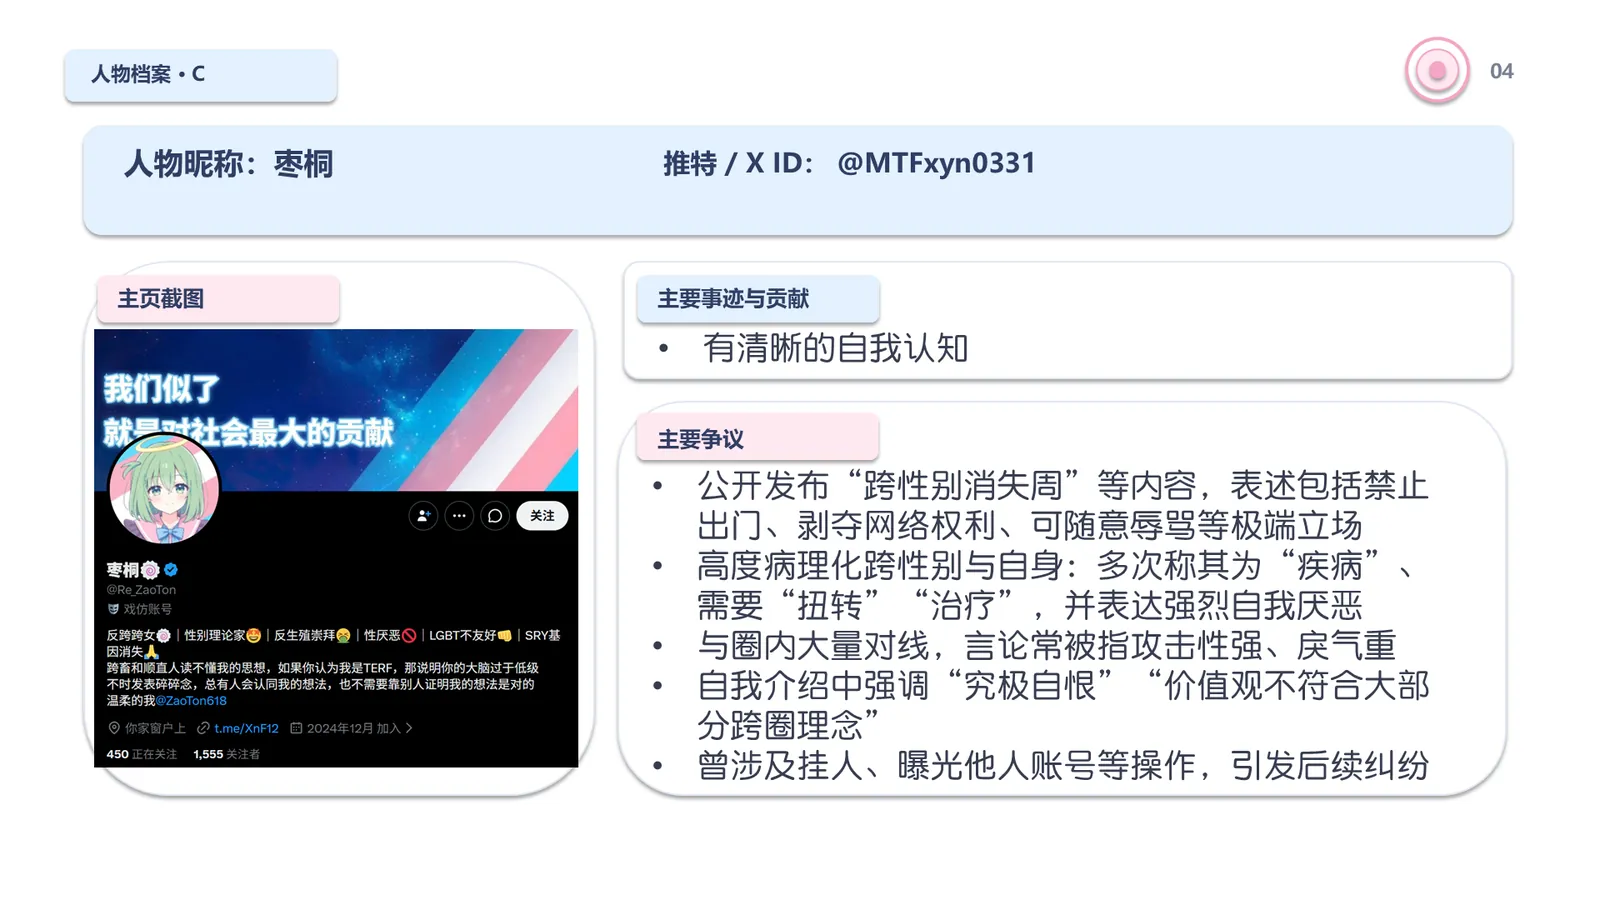 人物档案·C
04
人物昵称：枣桐
推特 / X ID： @MTFxyn0331
主页截图
我们似了
就是对社会最大的贡献
关注
枣桐
@Re_ZaoTon
戏仿账号
反跨跨女🍥｜性别理论家🤩｜反生殖崇拜🤮｜性厌恶🚫｜LGBT不友好👊｜SRY基
因消失🙏
跨畜和顺直人读不懂我的思想，如果你认为我是TERF，那说明你的大脑过于低级
不时发表碎碎念，总有人会认同我的想法，也不需要靠别人证明我的想法是对的
温柔的我@ZaoTon618
你家窗户上 t.me/XnF12 2024年12月 加入
450 正在关注 1,555 关注者
主要事迹与贡献
• 有清晰的自我认知
主要争议
• 公开发布“跨性别消失周”等内容，表述包括禁止
出门、剥夺网络权利、可随意辱骂等极端立场
• 高度病理化跨性别与自身：多次称其为“疾病”、
需要“扭转”“治疗”，并表达强烈自我厌恶
• 与圈内大量对线，言论常被指攻击性强、戾气重
• 自我介绍中强调“究极自恨”“价值观不符合大部
分跨圈理念”
• 曾涉及挂人、曝光他人账号等操作，引发后续纠纷